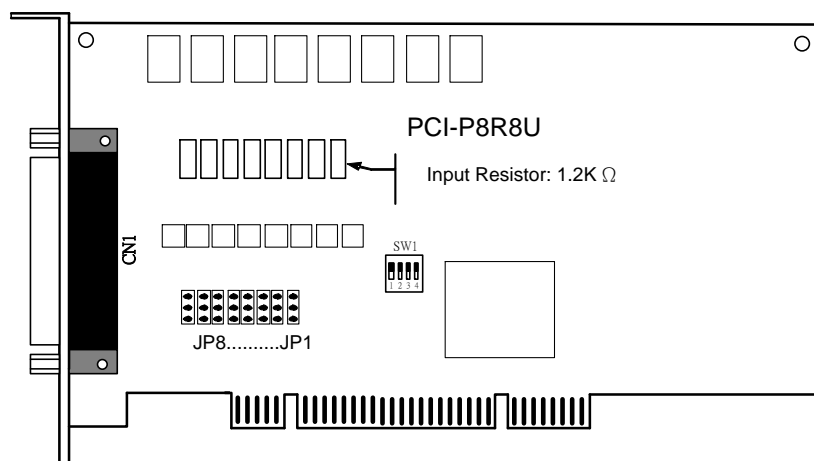 PCI-P8R8U
Input Resistor: 1.2K Ω
CN1
SW1
1 2 3 4
JP8..........JP1